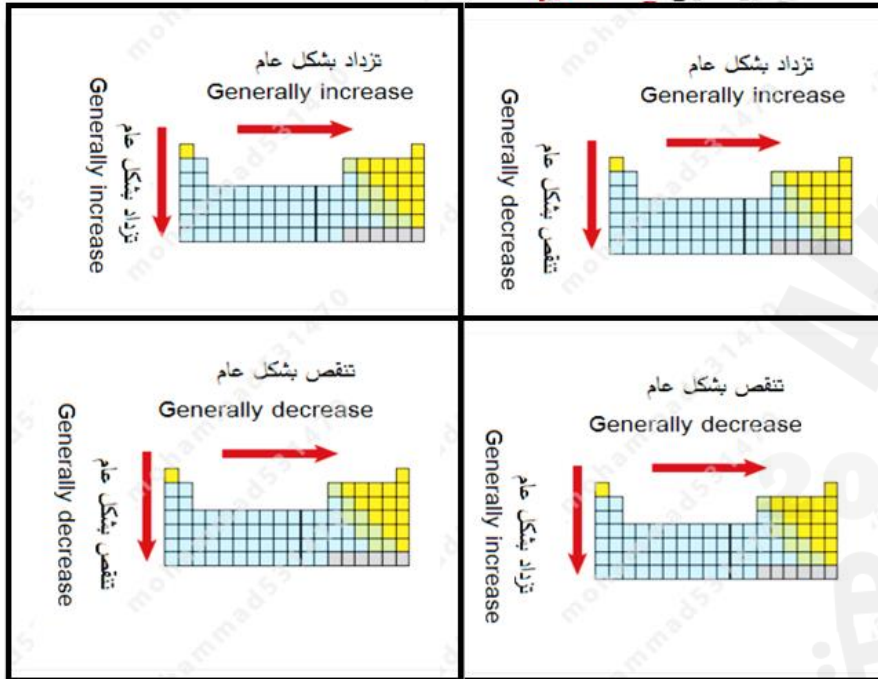 تزداد بشكل عام
Generally increase
تزداد بشكل عام
Generally increase
تزداد بشكل عام
Generally increase
تنقص بشكل عام
Generally decrease
تنقص بشكل عام
Generally decrease
تنقص بشكل عام
Generally decrease
تنقص بشكل عام
Generally decrease
تزداد بشكل عام
Generally increase
mohammad531470